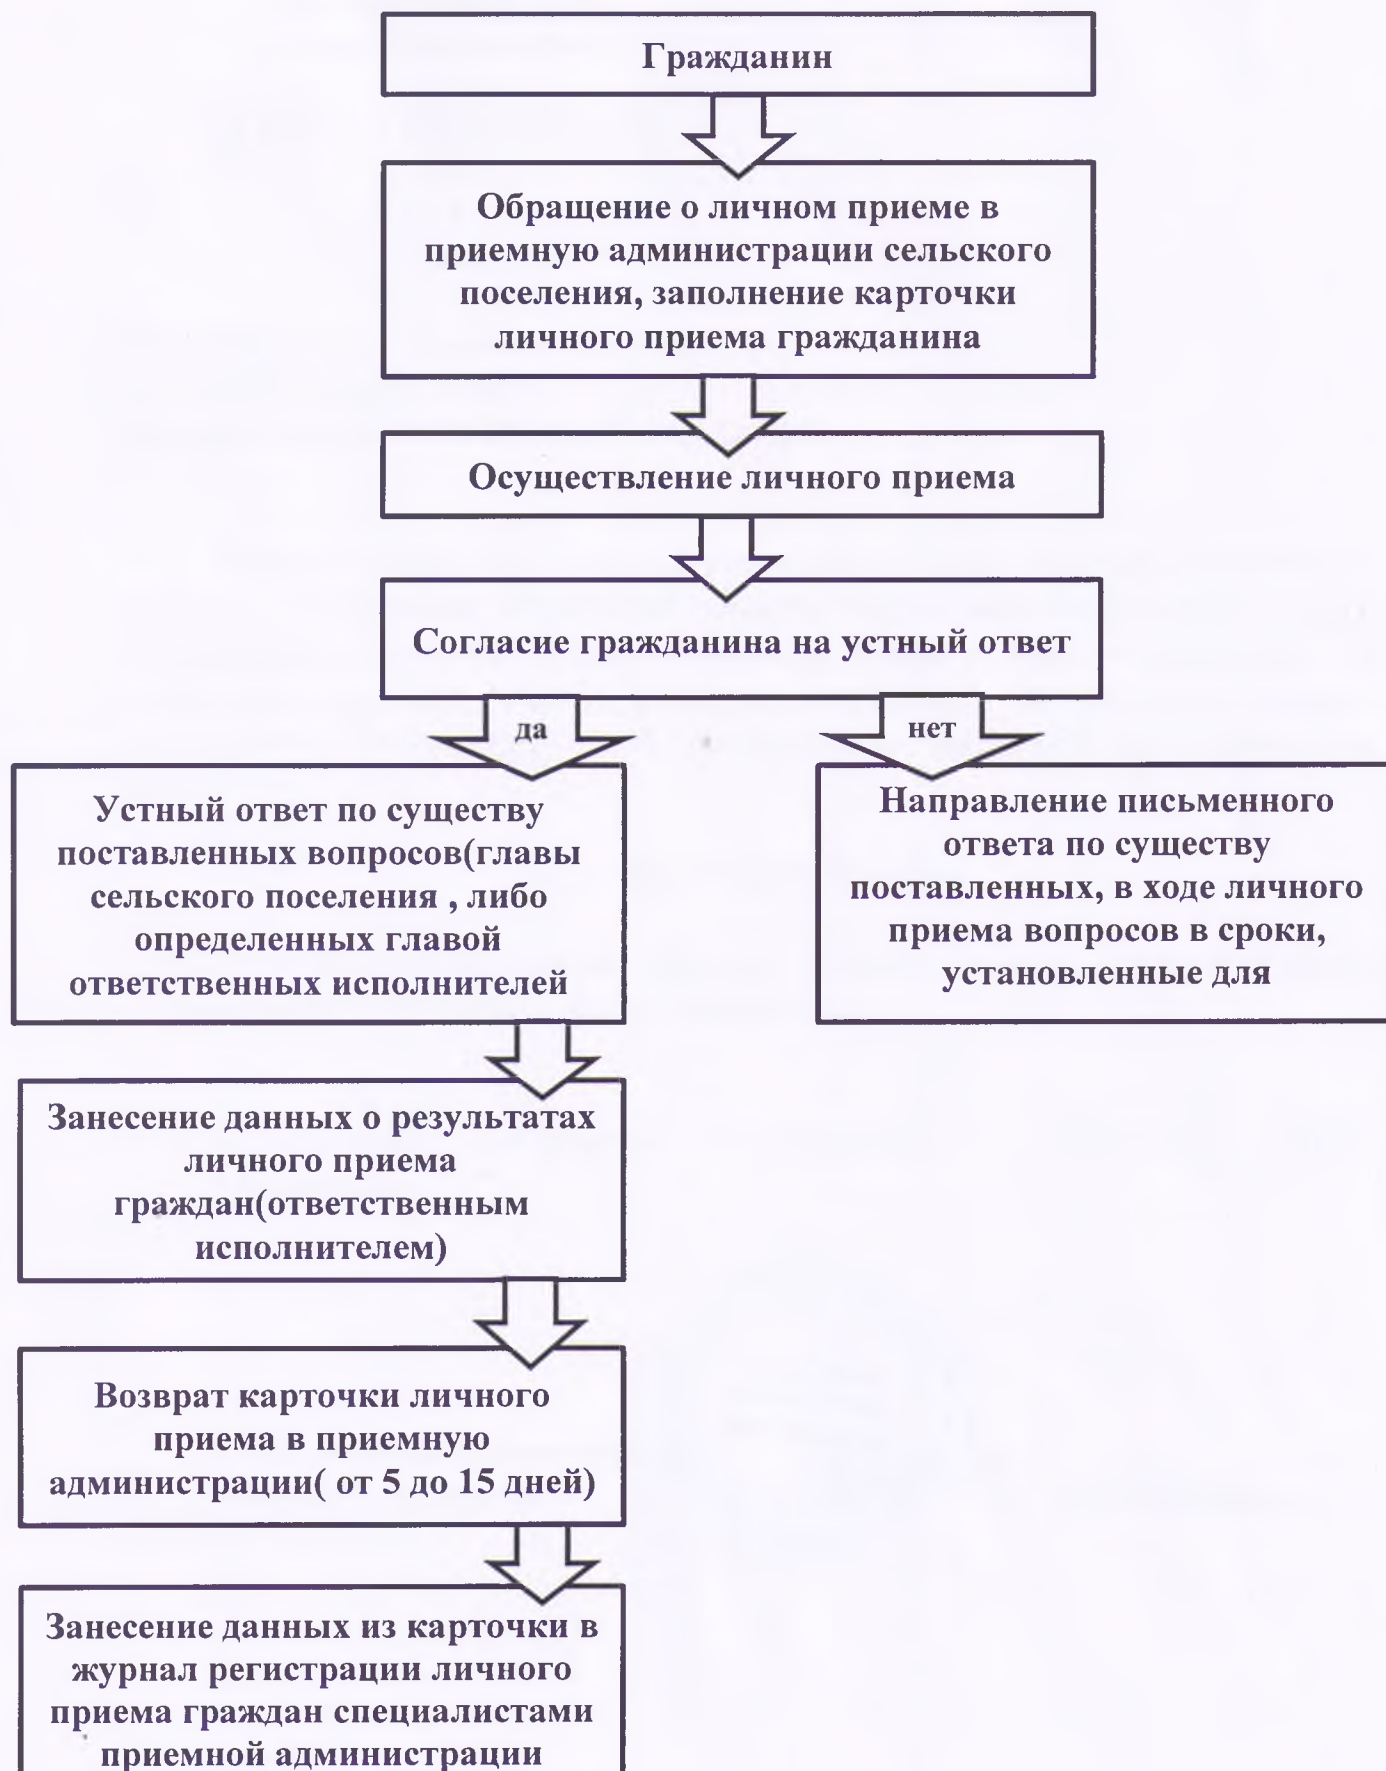 Гражданин
Обращение о личном приеме в
приемную администрации сельского
поселения, заполнение карточки
личного приема гражданина
Осуществление личного приема
Согласие гражданина на устный ответ
да
нет
Устный ответ по существу
поставленных вопросов(главы
сельского поселения , либо
определенных главой
ответственных исполнителей
Направление письменного
ответа по существу
поставленных, в ходе личного
приема вопросов в сроки,
установленные для
Занесение данных о результатах
личного приема
граждан(ответственным
исполнителем)
Возврат карточки личного
приема в приемную
администрации( от 5 до 15 дней)
Занесение данных из карточки в
журнал регистрации личного
приема граждан специалистами
приемной администрации